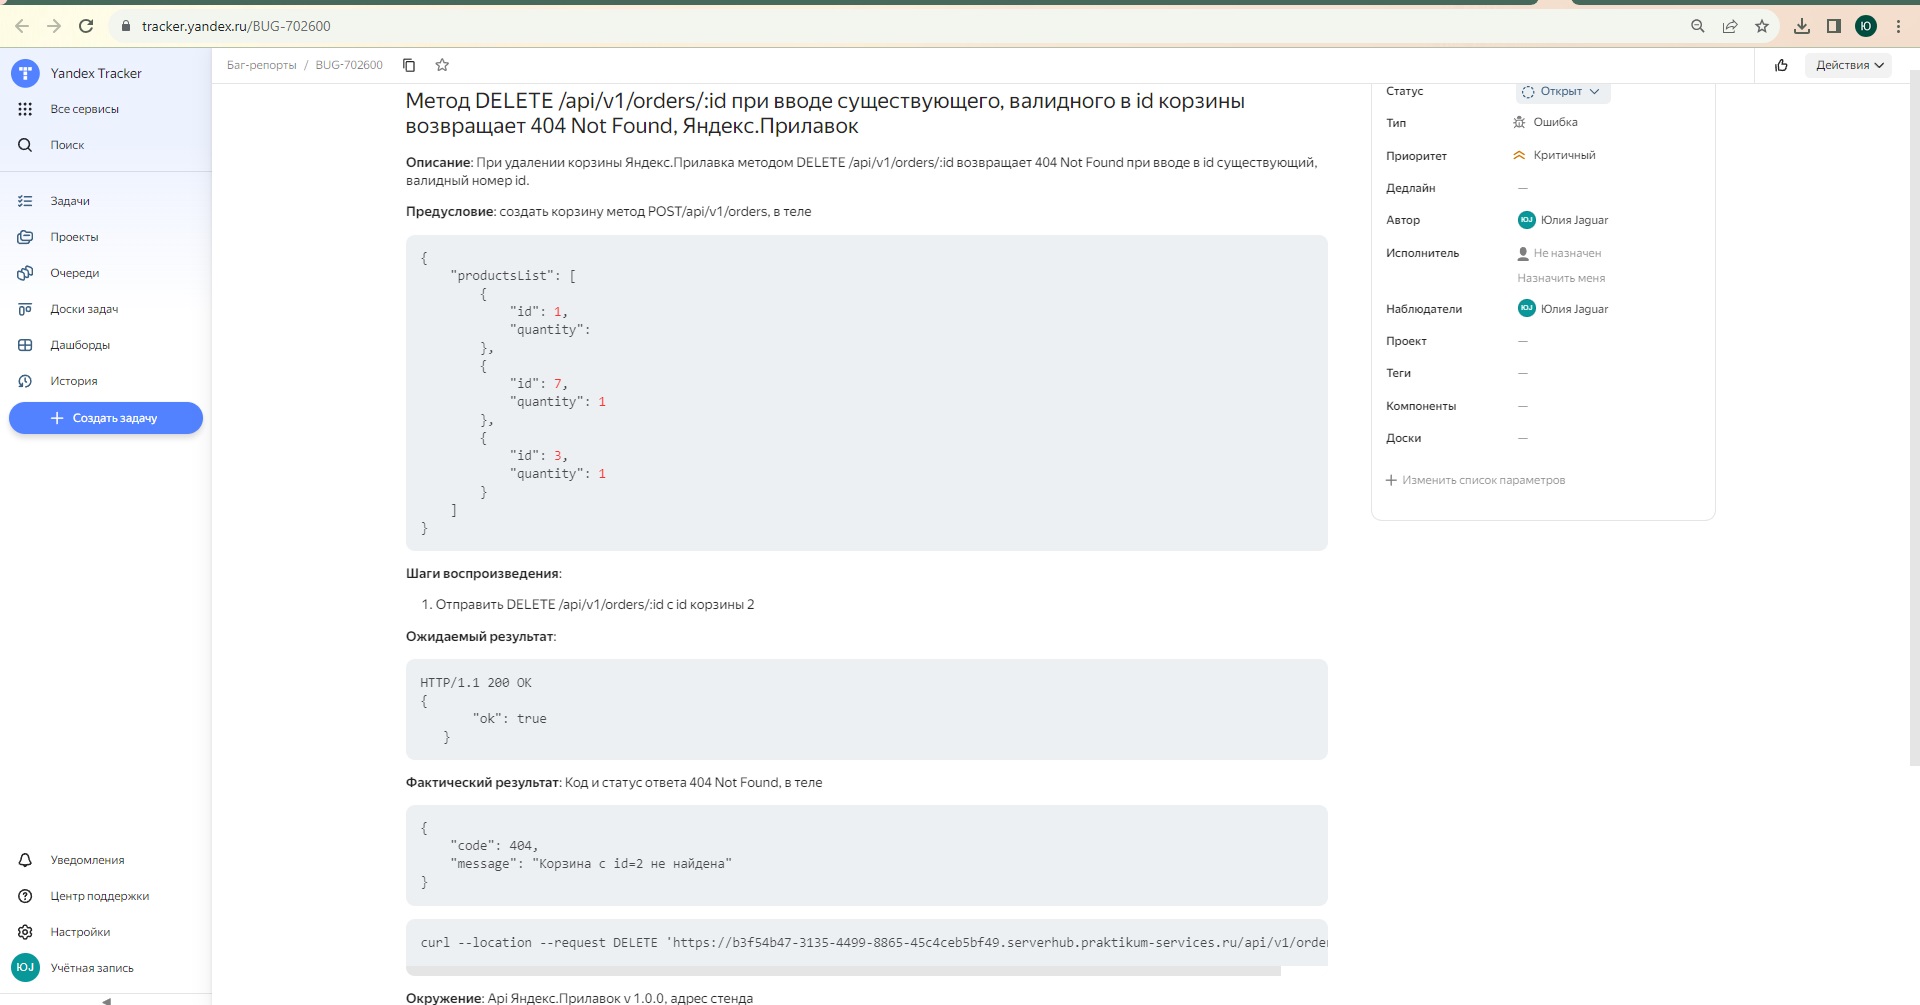 tracker.yandex.ru/BUG-702600
Ю
Yandex Tracker
Все сервисы
Поиск
Задачи
Проекты
Очереди
Доски задач
Дашборды
История
Создать задачу
Уведомления
Центр поддержки
Настройки
ЮJ Учётная запись
Баг-репорты / BUG-702600
Действия
Метод DELETE /api/v1/orders/:id при вводе существующего, валидного в id корзины
возвращает 404 Not Found, Яндекс.Прилавок
Описание: При удалении корзины Яндекс.Прилавка методом DELETE /api/v1/orders/:id возвращает 404 Not Found при вводе в id существующий,
валидный номер id.
Предусловие: создать корзину метод POST/api/v1/orders, в теле
{
"productsList": [
{
"id": 1,
"quantity":
},
{
"id": 7,
"quantity": 1
},
{
"id": 3,
"quantity": 1
}
]
}
Шаги воспроизведения:
1. Отправить DELETE /api/v1/orders/:id с id корзины 2
Ожидаемый результат:
HTTP/1.1 200 OK
{
"ok": true
}
Фактический результат: Код и статус ответа 404 Not Found, в теле
{
"code": 404,
"message": "Корзина с id=2 не найдена"
}
curl --location --request DELETE 'https://b3f54b47-3135-4499-8865-45c4ceb5bf49.serverhub.praktikum-services.ru/api/v1/order
Окружение: Api Яндекс.Прилавок v 1.0.0, адрес стенда
Статус Открыт
Тип Ошибка
Приоритет Критичный
Дедлайн —
Автор ЮJ Юлия Jaguar
Исполнитель Не назначен
Назначить меня
Наблюдатели ЮJ Юлия Jaguar
Проект —
Теги —
Компоненты —
Доски —
Изменить список параметров